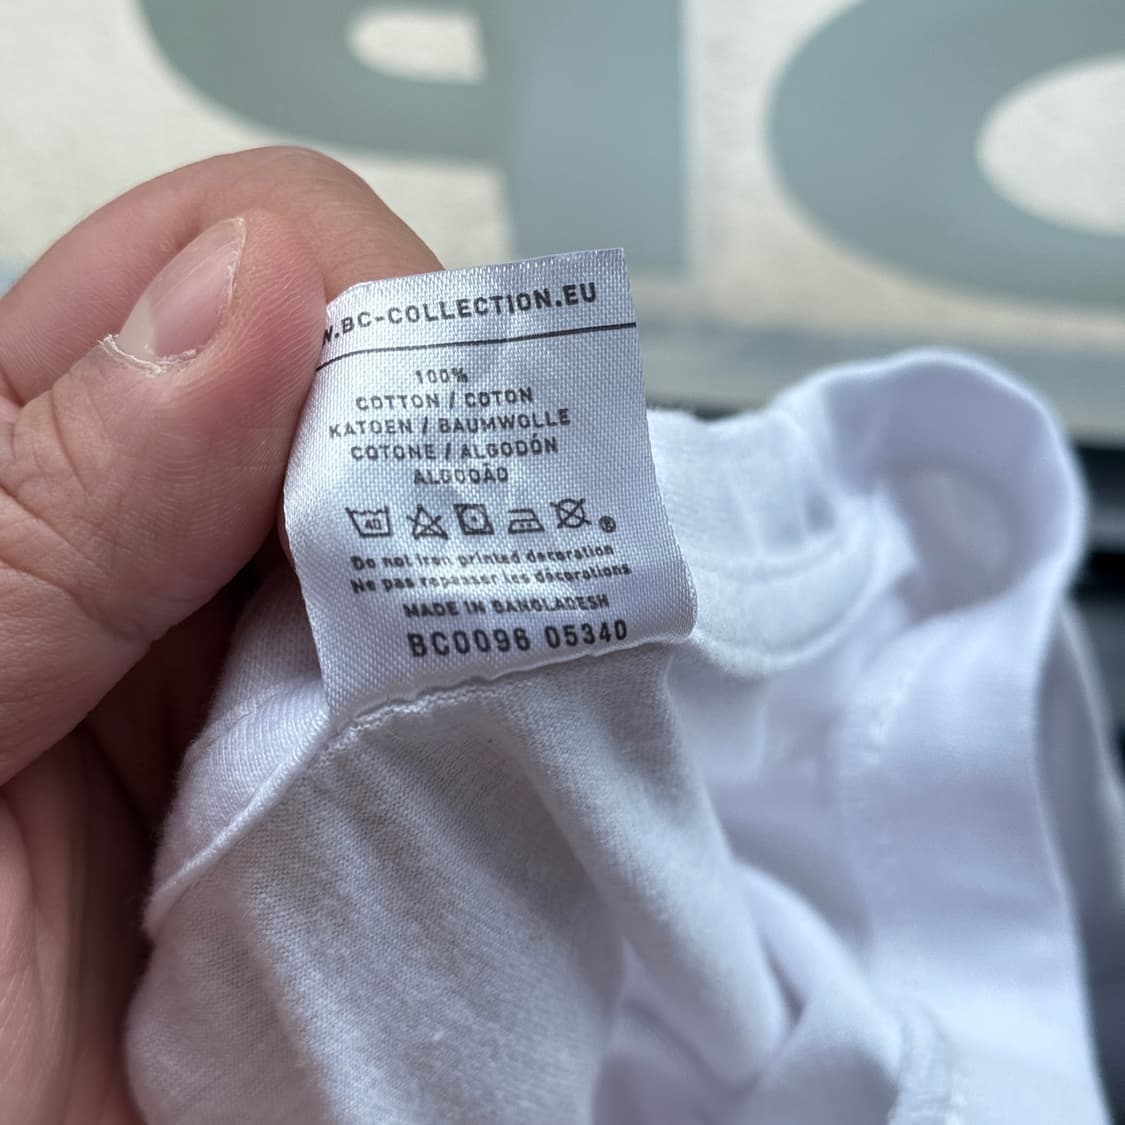 W.BC-COLLECTION.EU
100%
COTTON / COTON
KATOEN / BAUMWOLLE
COTONE / ALGODÓN
ALGODÃO
40
®
Do not iron printed decoration
Ne pas repasser les décorations
MADE IN BANGLADESH
BC0096 05340